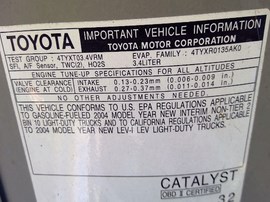 TOYOTA
IMPORTANT VEHICLE INFORMATION
TOYOTA MOTOR CORPORATION
TEST GROUP : 4TYXT03.4VRM EVAP. FAMILY : 4TYXR0135AK0
SFI, A/F Sensor, TWC(2), HO2S 3.4LITER
ENGINE TUNE-UP SPECIFICATIONS FOR ALL ALTITUDES
VALVE CLEARANCE INTAKE 0.13-0.23mm (0.006-0.009 in.)
(ENGINE AT COLD) EXHAUST 0.27-0.37mm (0.011-0.014 in.)
NO OTHER ADJUSTMENTS NEEDED.
THIS VEHICLE CONFORMS TO U.S. EPA REGULATIONS APPLICABLE
TO GASOLINE-FUELED 2004 MODEL YEAR NEW INTERIM NON-TIER 2
BIN 10 LIGHT-DUTY TRUCKS AND TO CALIFORNIA REGULATIONS APPLICABLE
TO 2004 MODEL YEAR NEW LEV-I LEV LIGHT-DUTY TRUCKS.
CATALYST
OBD II CERTIFIED